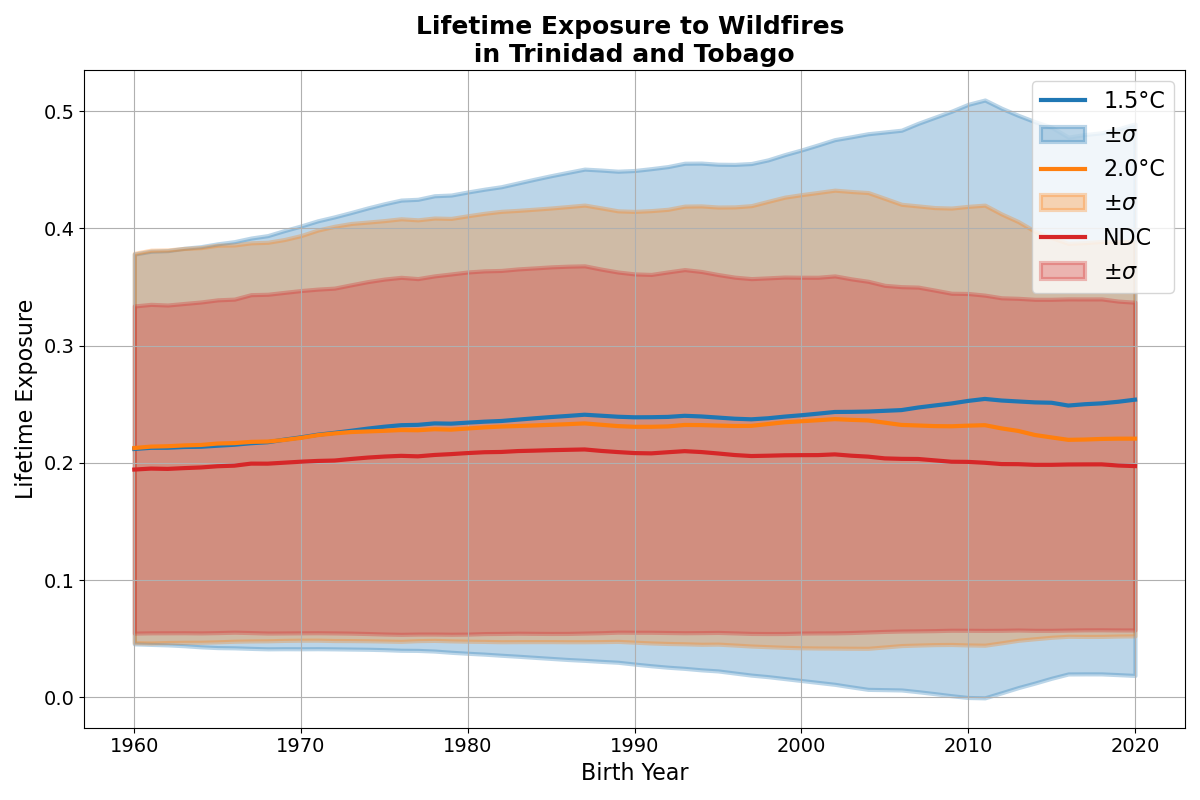 Lifetime Exposure to Wildfires
in Trinidad and Tobago
Lifetime Exposure
0.5
0.4
0.3
0.2
0.1
0.0
1960 1970 1980 1990 2000 2010 2020
Birth Year
1.5°C
±σ
2.0°C
±σ
NDC
±σ